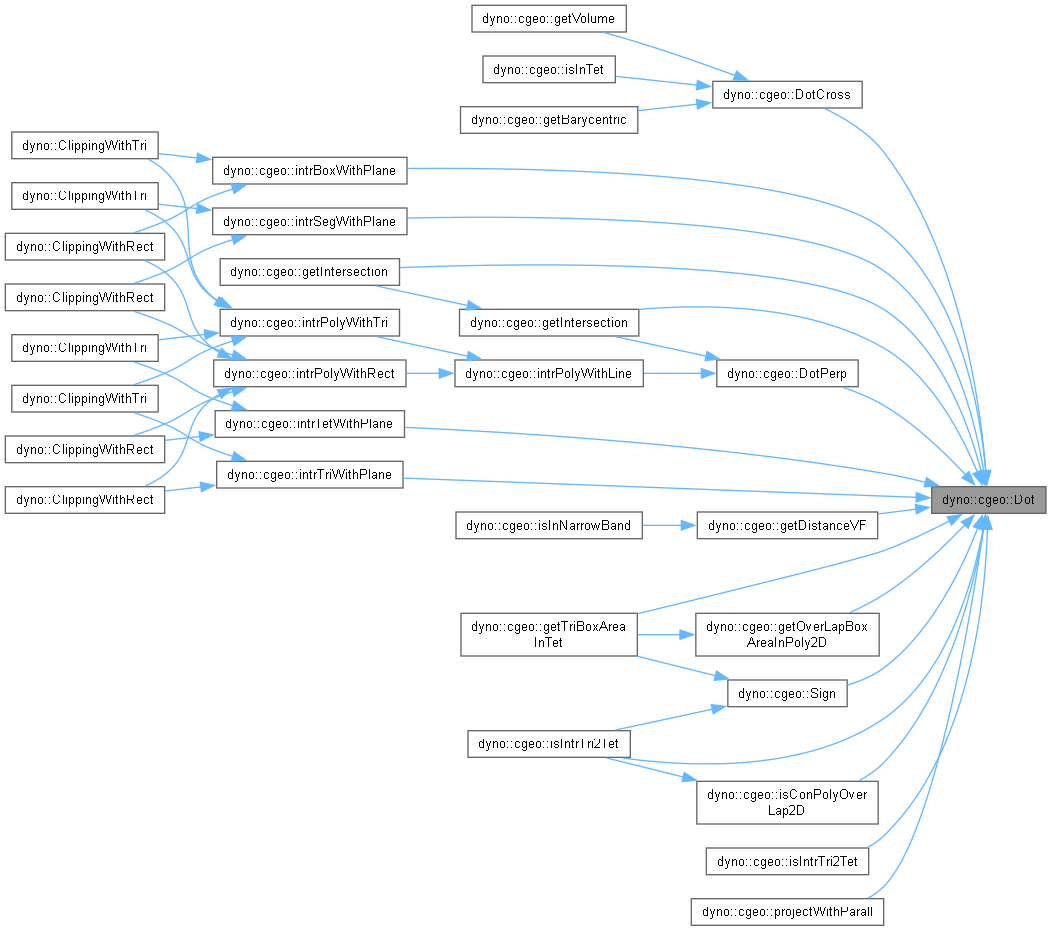 dyno::cgeo::getVolume
dyno::cgeo::isInTet
dyno::cgeo::DotCross
dyno::cgeo::getBarycentric
dyno::ClippingWithTri
dyno::cgeo::intrBoxWithPlane
dyno::ClippingWithTri
dyno::cgeo::intrSegWithPlane
dyno::ClippingWithRect
dyno::cgeo::getIntersection
dyno::ClippingWithRect
dyno::cgeo::intrPolyWithTri
dyno::cgeo::getIntersection
dyno::ClippingWithTri
dyno::cgeo::intrPolyWithRect
dyno::cgeo::intrPolyWithLine
dyno::cgeo::DotPerp
dyno::ClippingWithTri
dyno::cgeo::intrTetWithPlane
dyno::ClippingWithRect
dyno::cgeo::intrTriWithPlane
dyno::ClippingWithRect
dyno::cgeo::Dot
dyno::cgeo::isInNarrowBand
dyno::cgeo::getDistanceVF
dyno::cgeo::getTriBoxArea
InTet
dyno::cgeo::getOverLapBox
AreaInPoly2D
dyno::cgeo::Sign
dyno::cgeo::isIntrTri2Tet
dyno::cgeo::isConPolyOver
Lap2D
dyno::cgeo::isIntrTri2Tet
dyno::cgeo::projectWithParall